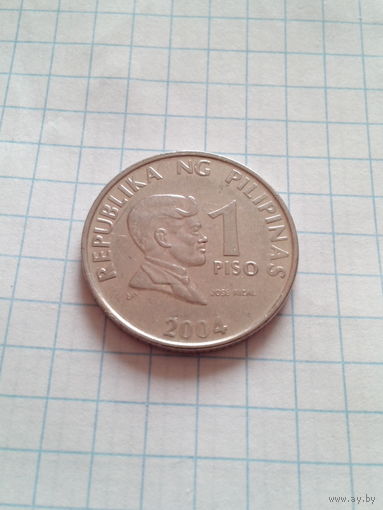 REPUBLIKA NG PILIPINAS
1
PISO
JOSE RIZAL
2004
www.ay.by